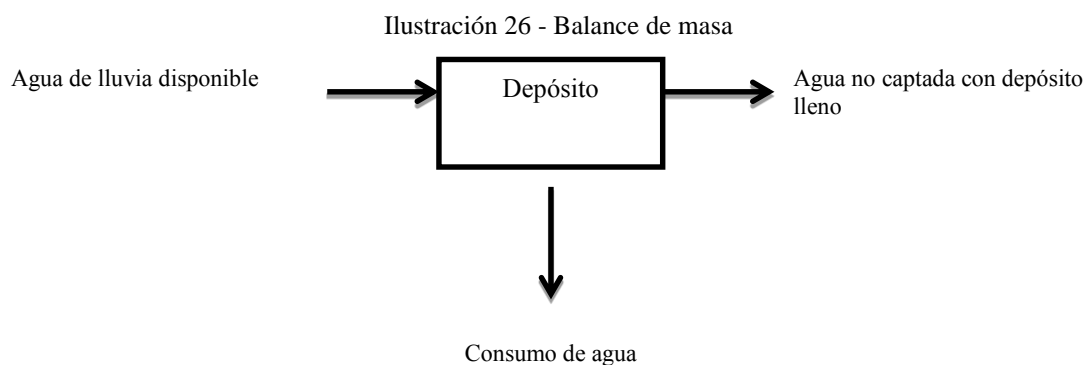 Ilustración 26 - Balance de masa
Agua de lluvia disponible
Depósito
Agua no captada con depósito
lleno
Consumo de agua